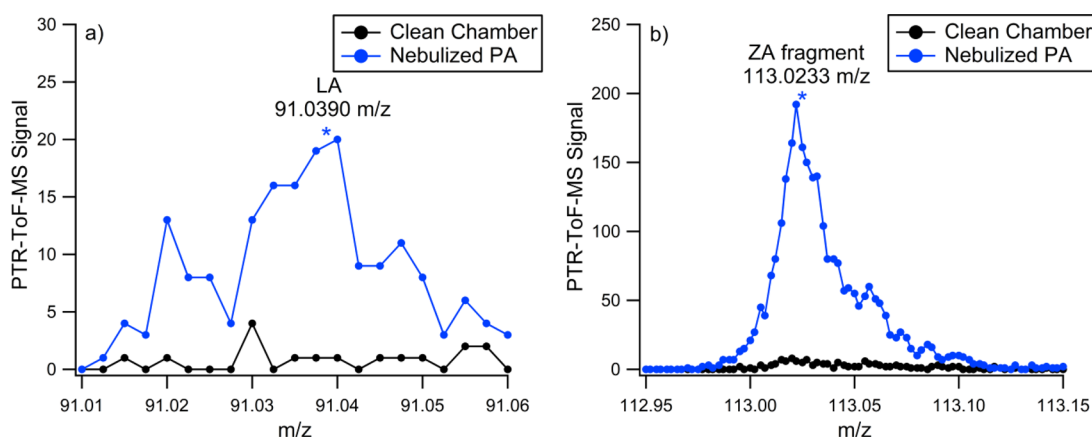 a)
Clean Chamber
Nebulized PA
LA
91.0390 m/z
*
PTR-ToF-MS Signal
30
25
20
15
10
5
0
91.01 91.02 91.03 91.04 91.05 91.06
m/z
b)
Clean Chamber
Nebulized PA
ZA fragment
113.0233 m/z
*
PTR-ToF-MS Signal
250
200
150
100
50
0
112.95 113.00 113.05 113.10 113.15
m/z